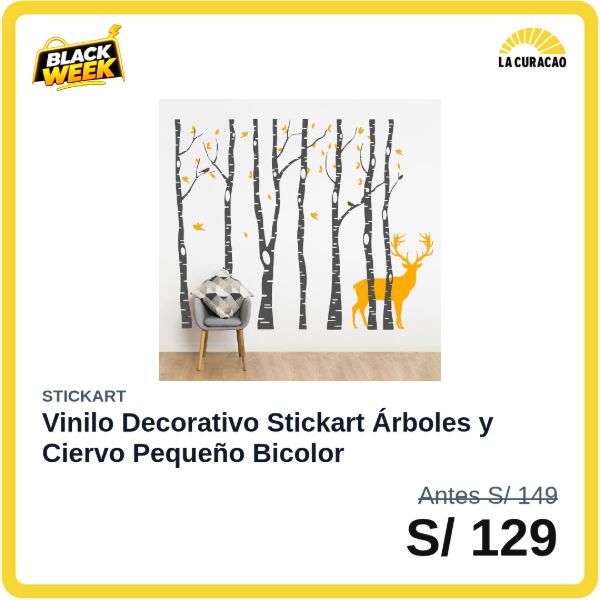 BLACK
WEEK
LA CURACAO
STICKART
Vinilo Decorativo Stickart Árboles y
Ciervo Pequeño Bicolor
Antes S/ 149
S/ 129